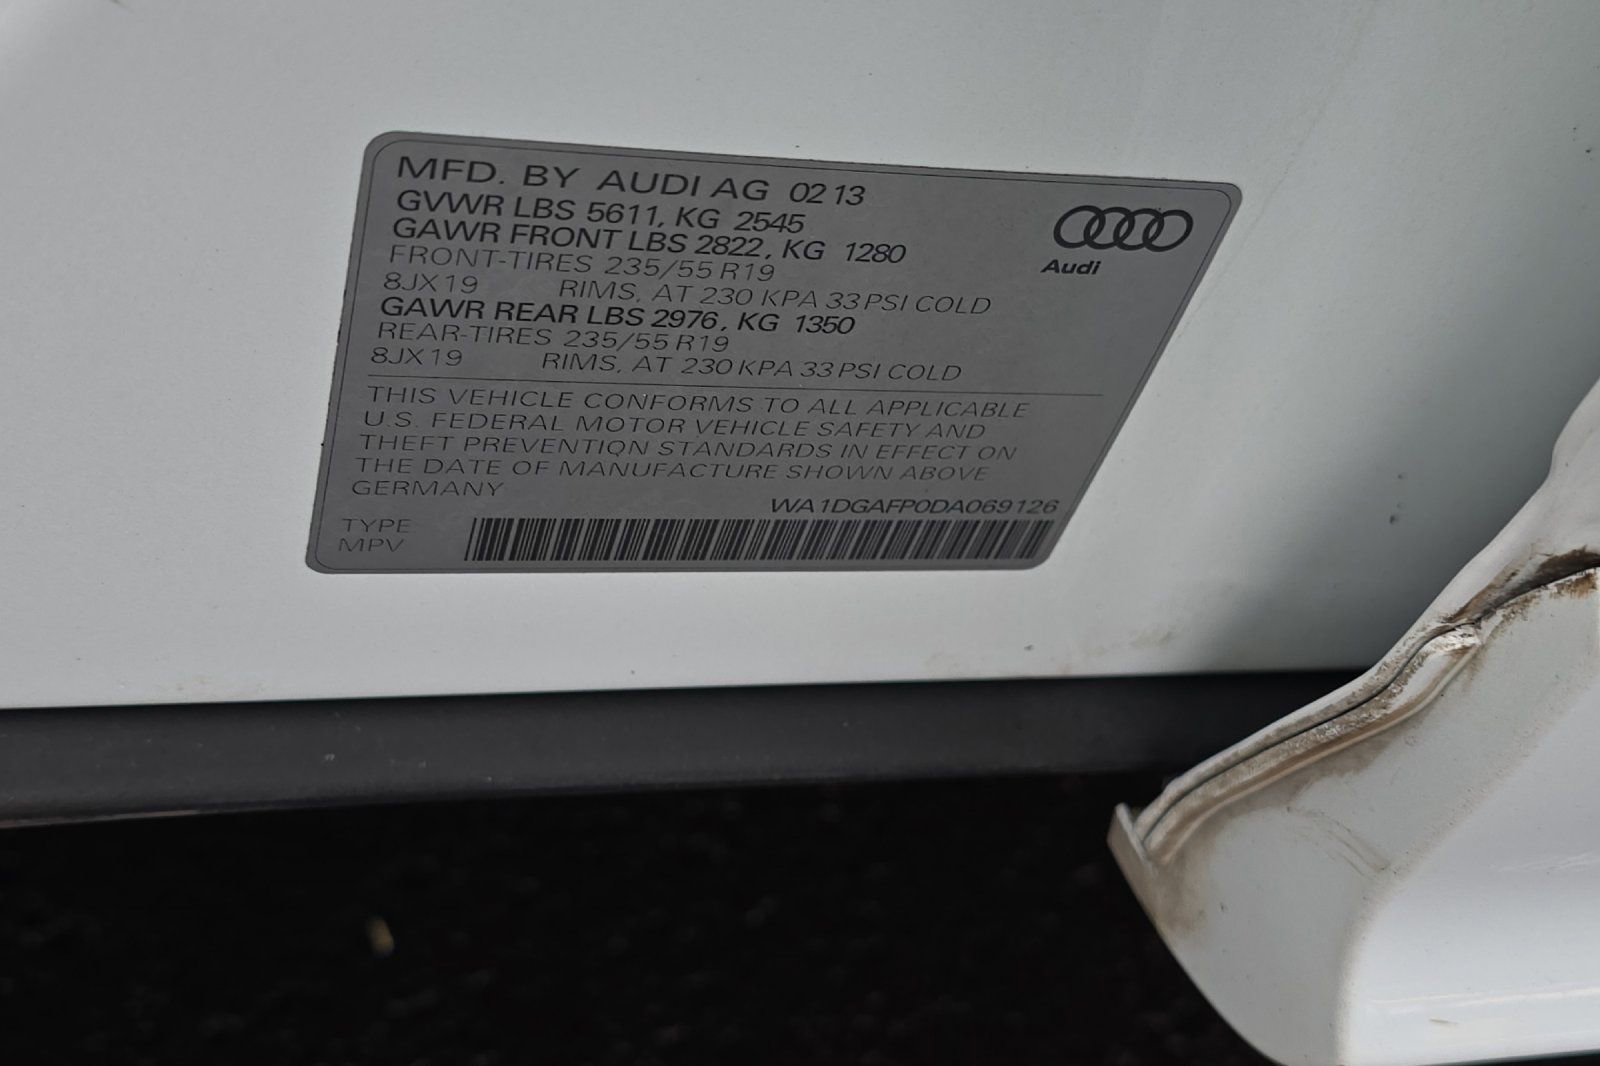 MFD. BY AUDI AG 02 13
GVWR LBS 5611, KG 2545
GAWR FRONT LBS 2822, KG 1280
FRONT-TIRES 235/55 R19
8JX19 RIMS, AT 230 KPA 33 PSI COLD
GAWR REAR LBS 2976, KG 1350
REAR-TIRES 235/55 R19
8JX19 RIMS, AT 230 KPA 33 PSI COLD
Audi
THIS VEHICLE CONFORMS TO ALL APPLICABLE
U.S. FEDERAL MOTOR VEHICLE SAFETY AND
THEFT PREVENTION STANDARDS IN EFFECT ON
THE DATE OF MANUFACTURE SHOWN ABOVE
GERMANY
WA1DGAFP0DA069126
TYPE
MPV